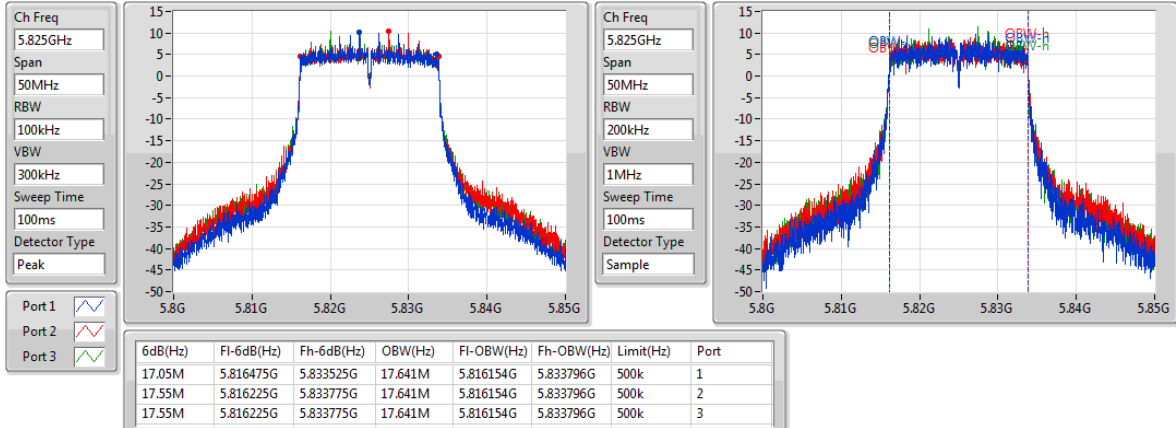 Ch Freq
5.825GHz
Span
50MHz
RBW
100kHz
VBW
300kHz
Sweep Time
100ms
Detector Type
Peak
Port 1
Port 2
Port 3
15
10
5
0
-5
-10
-15
-20
-25
-30
-35
-40
-45
-50
5.8G 5.81G 5.82G 5.83G 5.84G 5.85G
Ch Freq
5.825GHz
Span
50MHz
RBW
200kHz
VBW
1MHz
Sweep Time
100ms
Detector Type
Sample
15
10
5
0
-5
-10
-15
-20
-25
-30
-35
-40
-45
-50
OBW-h
5.8G 5.81G 5.82G 5.83G 5.84G 5.85G
6dB(Hz) Fl-6dB(Hz) Fh-6dB(Hz) OBW(Hz) Fl-OBW(Hz) Fh-OBW(Hz) Limit(Hz) Port
17.05M 5.816475G 5.833525G 17.641M 5.816154G 5.833796G 500k 1
17.55M 5.816225G 5.833775G 17.641M 5.816154G 5.833796G 500k 2
17.55M 5.816225G 5.833775G 17.641M 5.816154G 5.833796G 500k 3